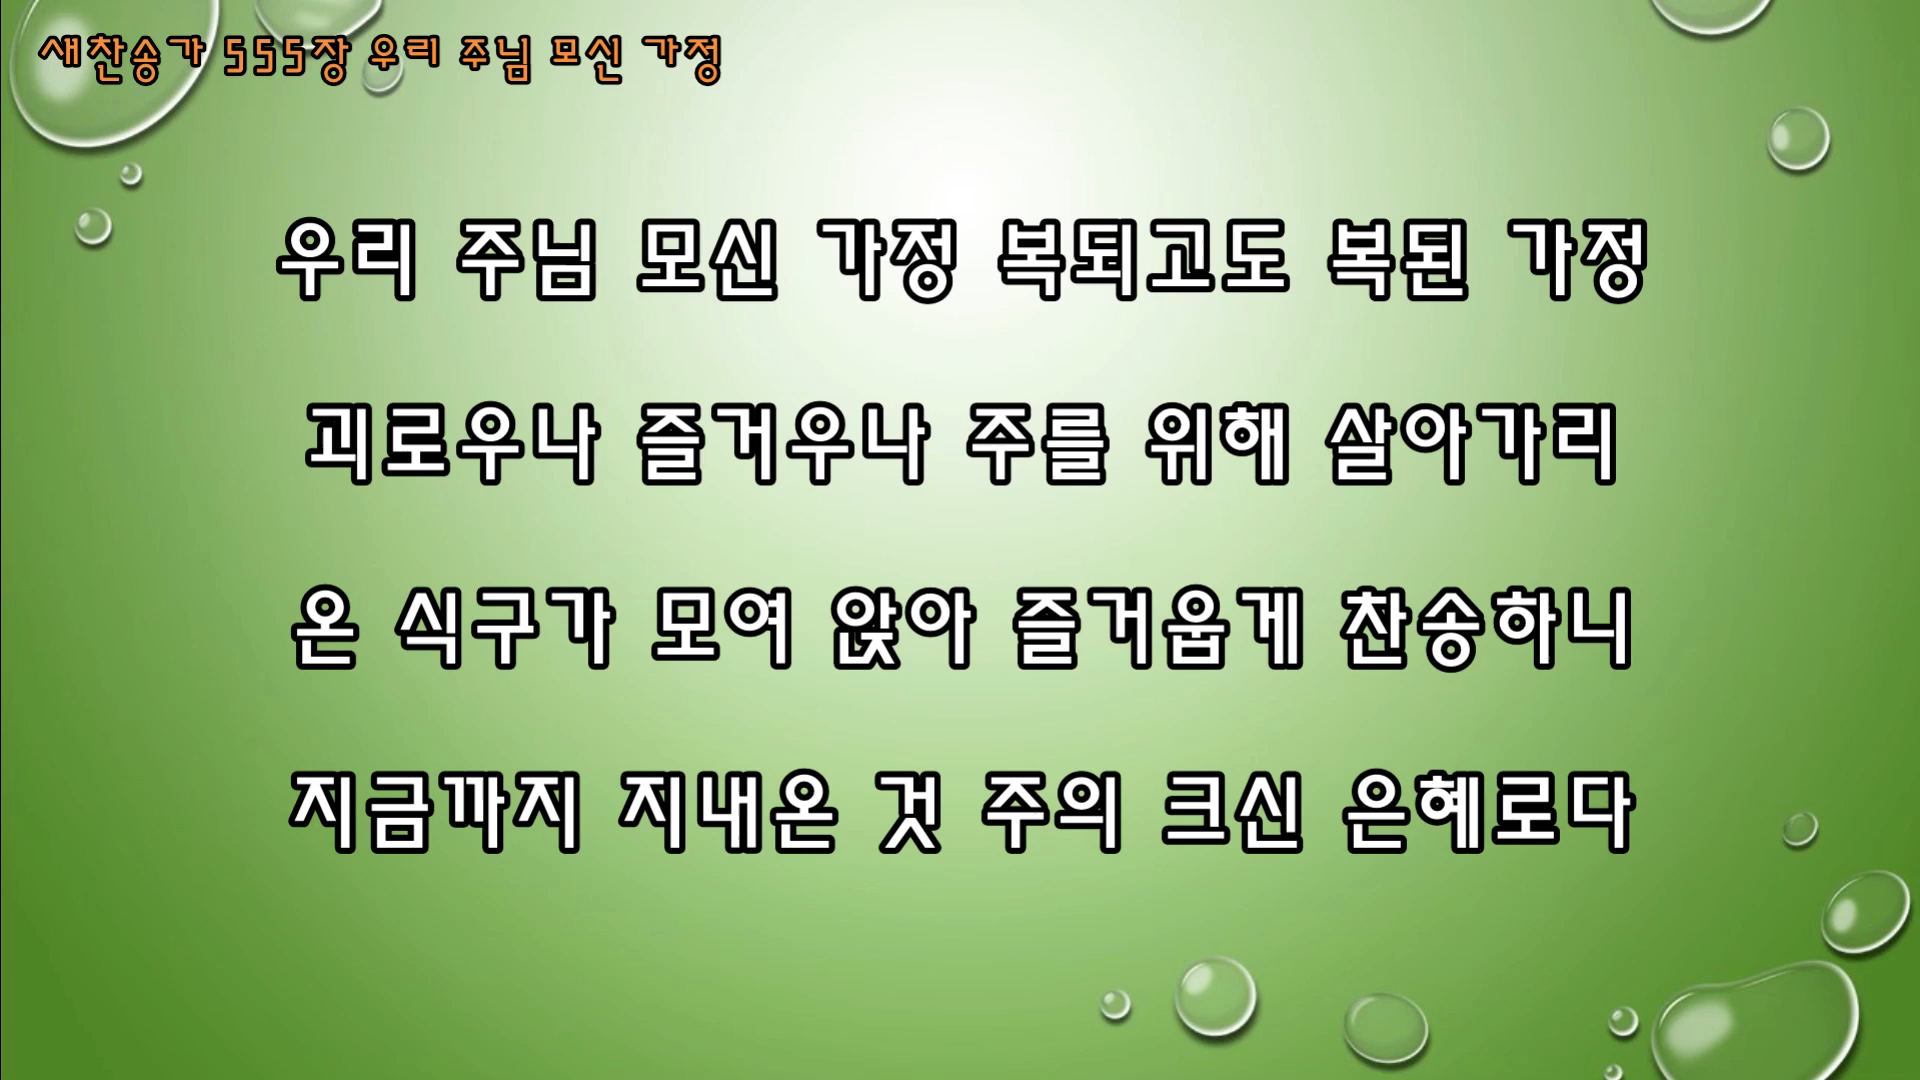 새찬송가 555장 우리 주님 모신 가정
우리 주님 모신 가정 복되고도 복된 가정
괴로우나 즐거우나 주를 위해 살아가리
온 식구가 모여 앉아 즐거웁게 찬송하니
지금까지 지내온 것 주의 크신 은혜로다